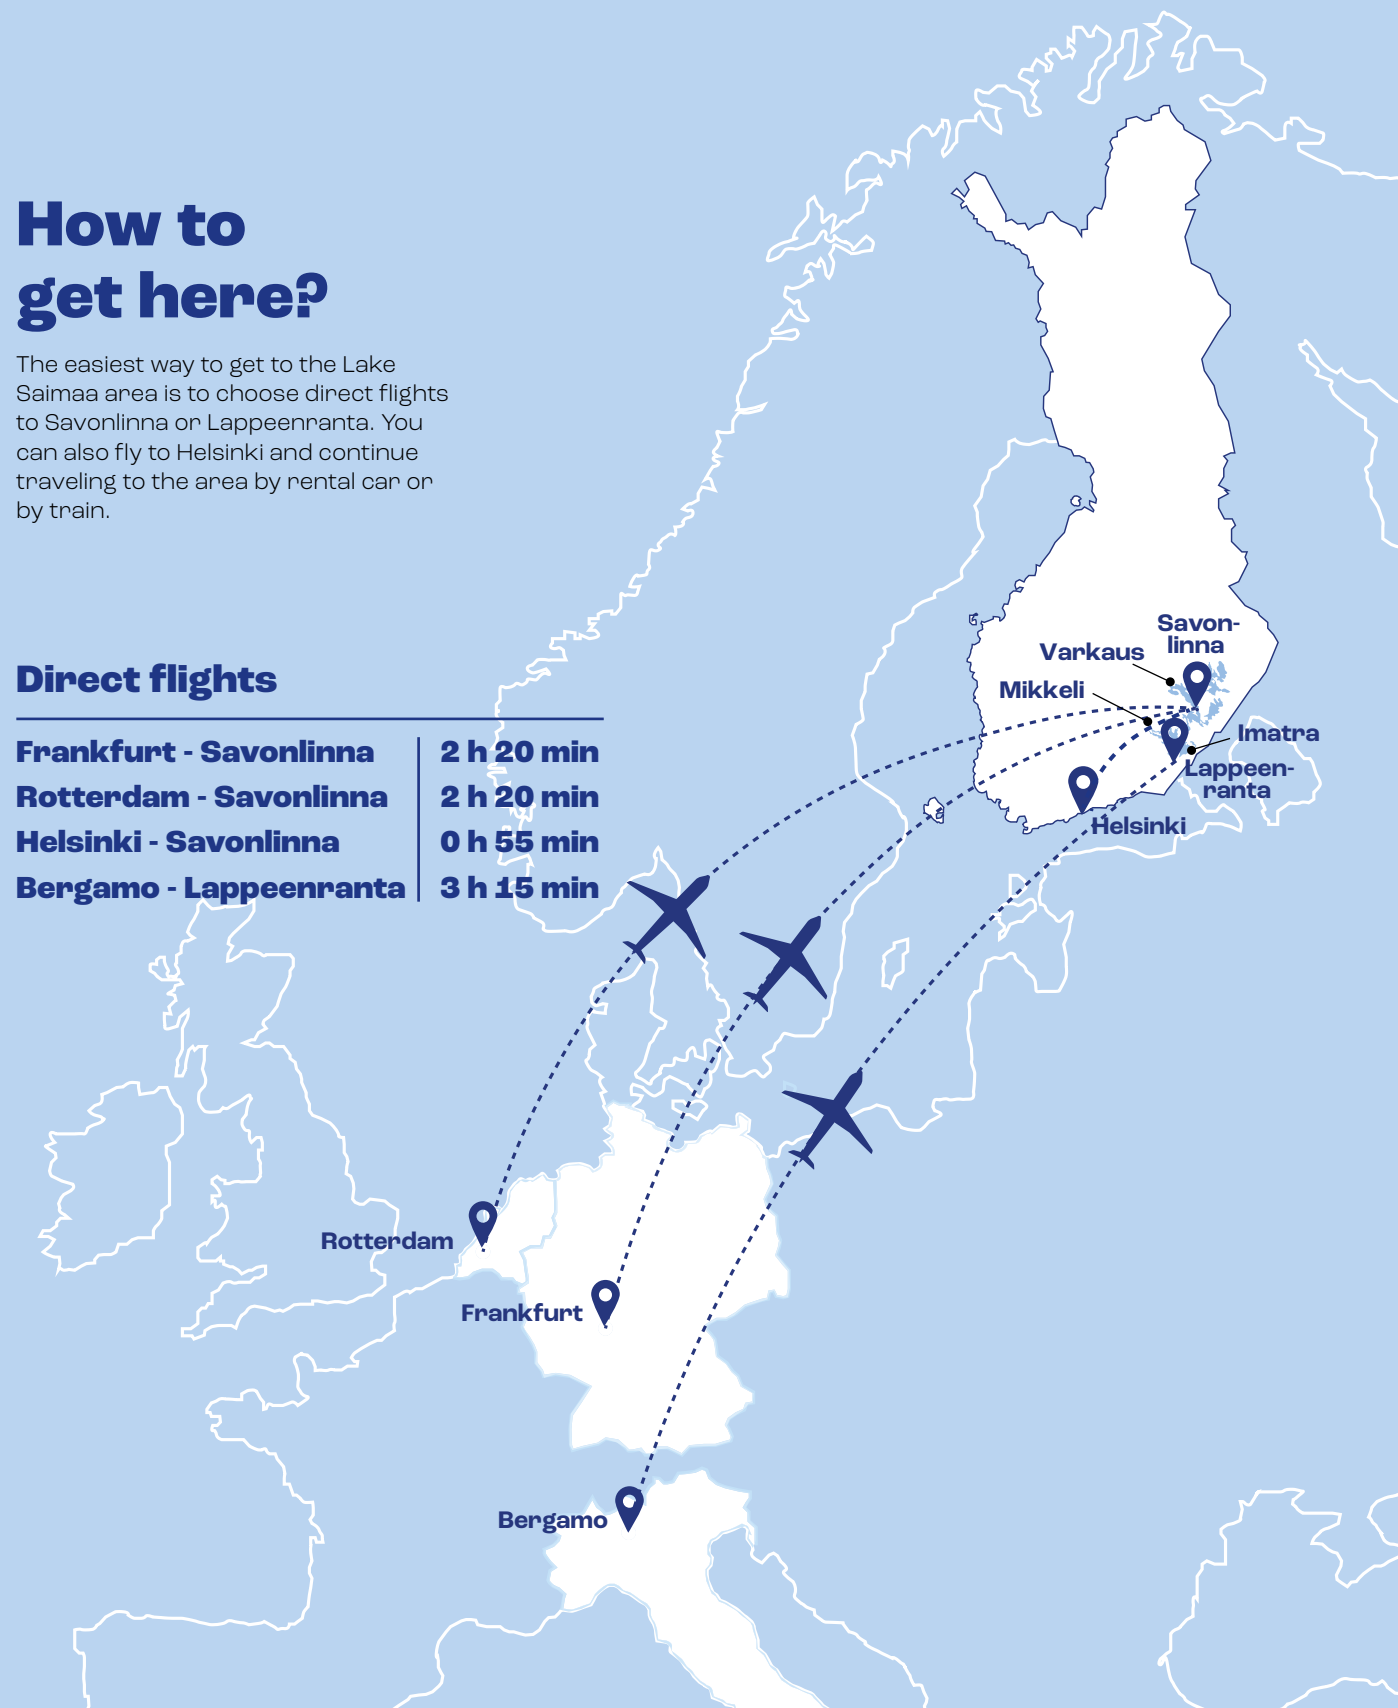 How to
get here?
The easiest way to get to the Lake
Saimaa area is to choose direct flights
to Savonlinna or Lappeenranta. You
can also fly to Helsinki and continue
traveling to the area by rental car or
by train.
Direct flights
Frankfurt - Savonlinna 2 h 20 min
Rotterdam - Savonlinna 2 h 20 min
Helsinki - Savonlinna 0 h 55 min
Bergamo - Lappeenranta 3 h 15 min
Savon-
linna
Varkaus
Mikkeli
Imatra
Lappeen-
ranta
Helsinki
Rotterdam
Frankfurt
Bergamo